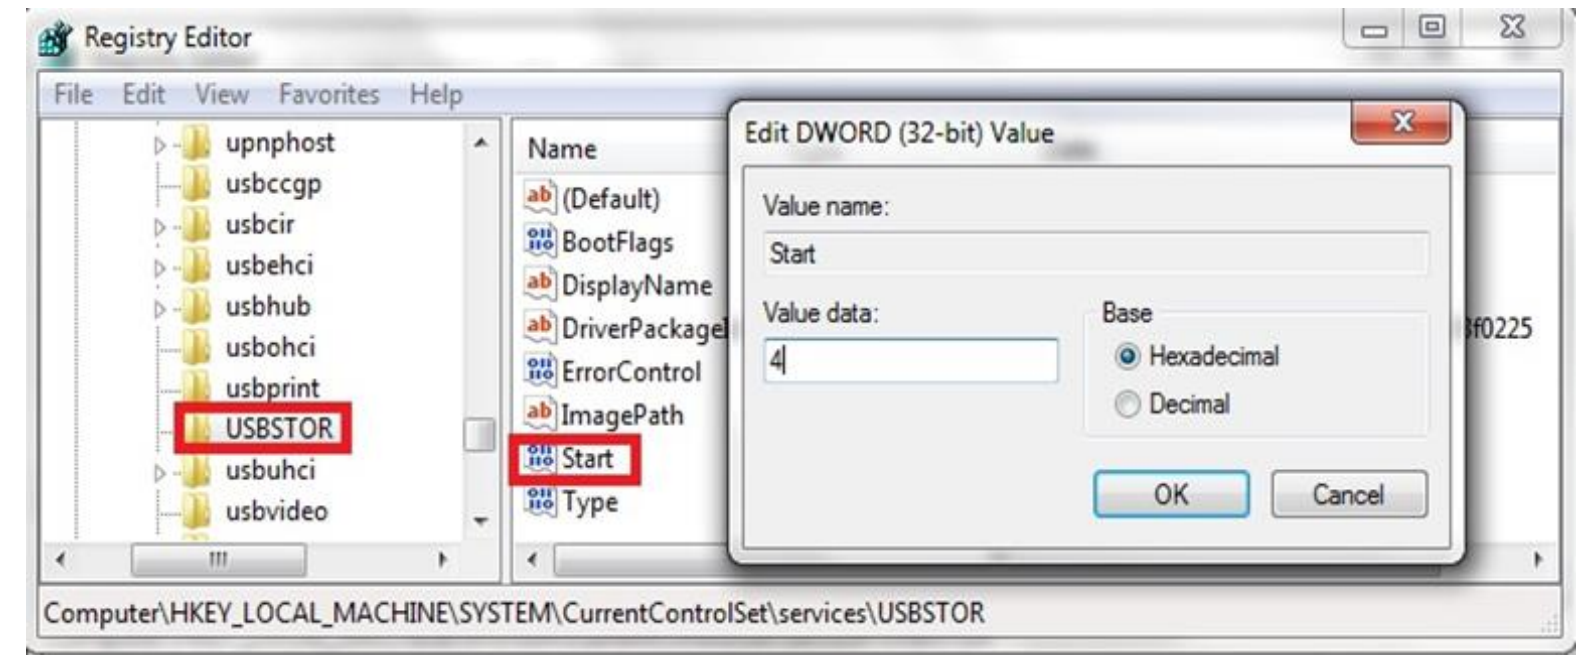 Registry Editor
File Edit View Favorites Help
upnphost
usbccgp
usbcir
usbehci
usbhub
usbohci
usbprint
USBSTOR
usbuhci
usbvideo
Name
(Default)
BootFlags
DisplayName
DriverPackage
ErrorControl
ImagePath
Start
Type
3f0225
Edit DWORD (32-bit) Value
Value name:
Start
Value data:
4
Base
Hexadecimal
Decimal
OK Cancel
Computer\HKEY_LOCAL_MACHINE\SYSTEM\CurrentControlSet\services\USBSTOR